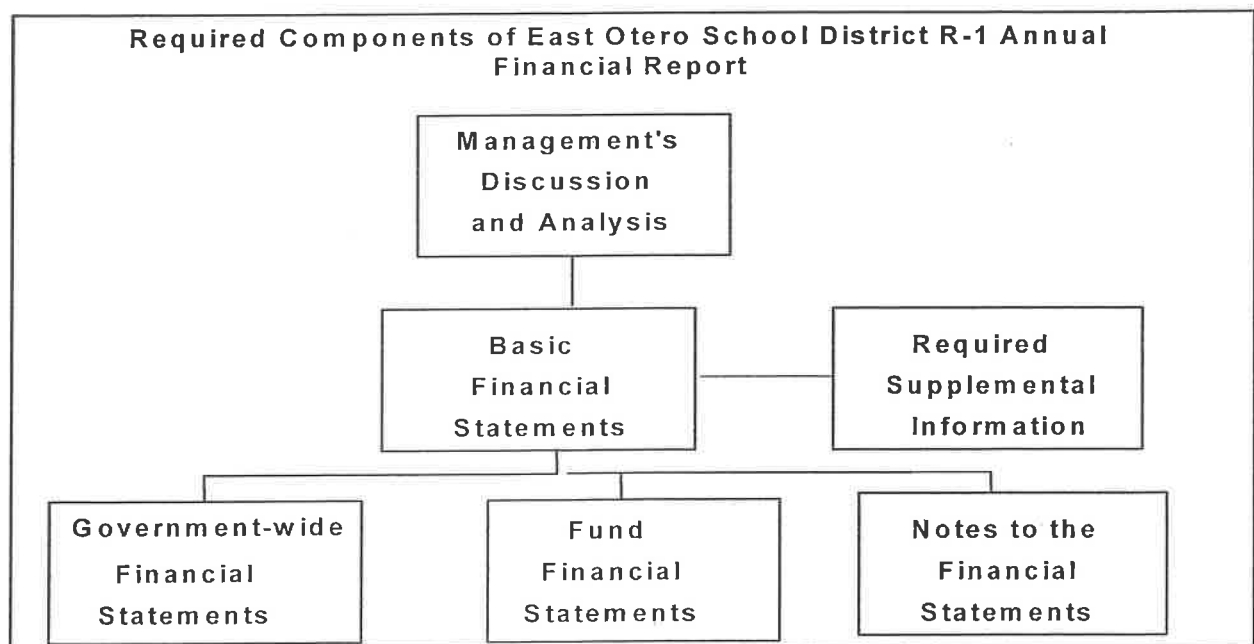 Required Components of East Otero School District R-1 Annual
Financial Report
Management's
Discussion
and Analysis
Basic
Financial
Statements
Required
Supplemental
Information
Government-wide
Financial
Statements
Fund
Financial
Statements
Notes to the
Financial
Statements